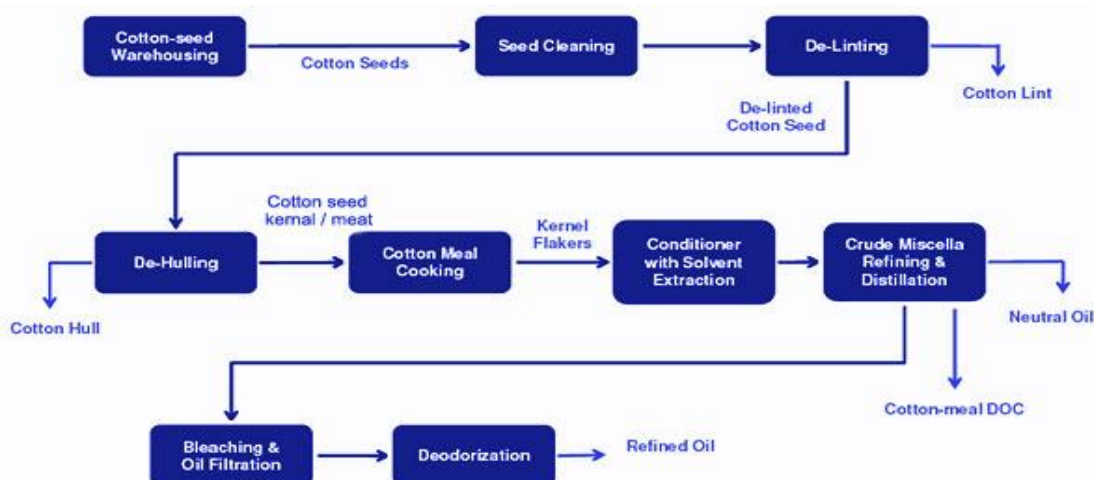 Cotton-seed
Warehousing
Cotton Seeds
Seed Cleaning
De-Linting
Cotton Lint
De-linted
Cotton Seed
De-Hulling
Cotton Hull
Cotton seed
kernal / meat
Cotton Meal
Cooking
Kernel
Flakers
Conditioner
with Solvent
Extraction
Crude Miscella
Refining &
Distillation
Neutral Oil
Cotton-meal DOC
Bleaching &
Oil Filtration
Deodorization
Refined Oil